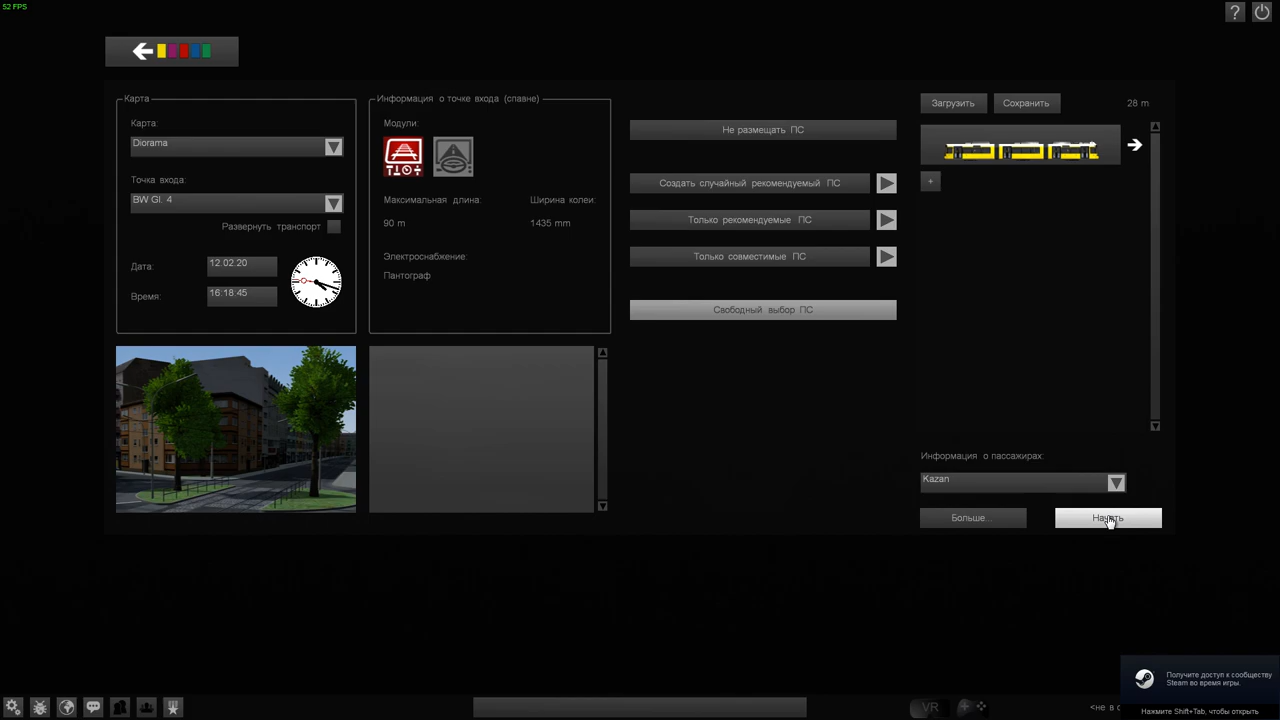 52 FPS
?
Карта
Карта:
Diorama
Точка входа:
BW Gl. 4
Развернуть транспорт
Дата:
12.02.20
Время:
16:18:45
Информация о точке входа (спавне)
Модули:
Максимальная длина:
Ширина колеи:
90 m
1435 mm
Электроснабжение:
Пантограф
Не размещать ПС
Создать случайный рекомендуемый ПС
Только рекомендуемые ПС
Только совместимые ПС
Свободный выбор ПС
Загрузить
Сохранить
28 m
+
Информация о пассажирах:
Kazan
Больше...
Начать
Получите доступ к сообществу
Steam во время игры.
Нажмите Shift+Tab, чтобы открыть
VR
<не в